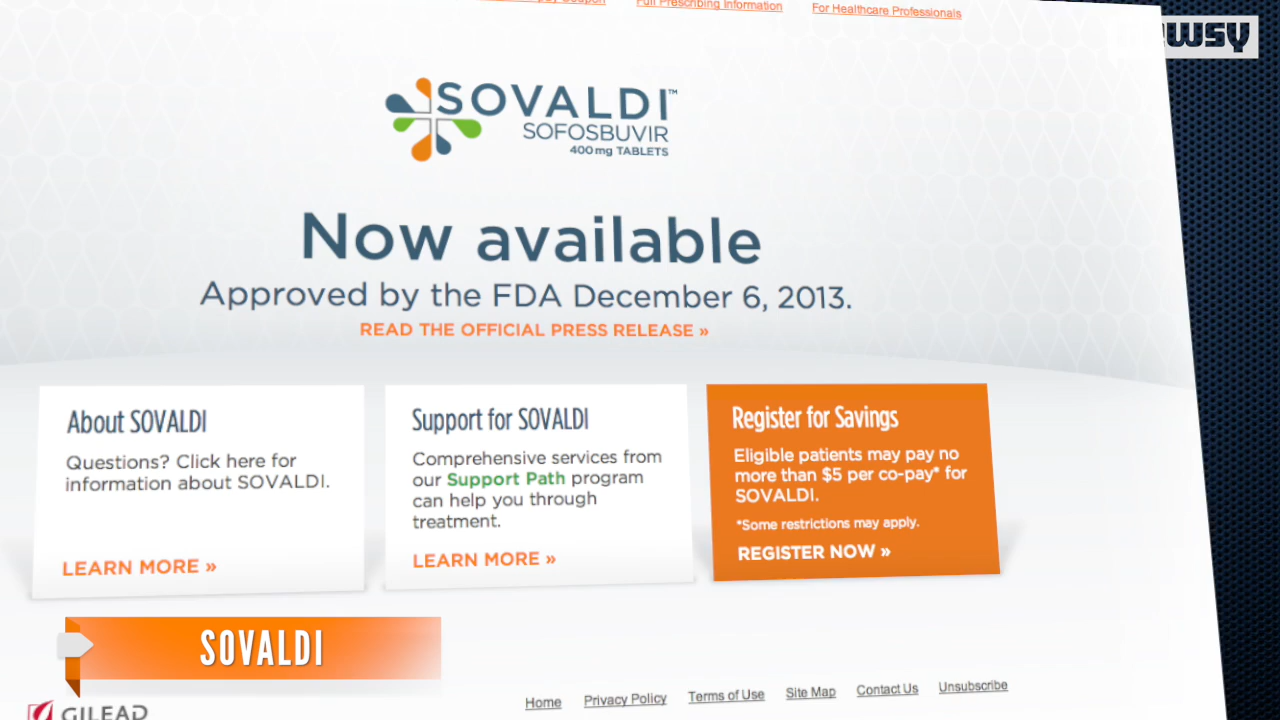 Coupon
Full Prescribing Information
For Healthcare Professionals
SOVALDI™
SOFOSBUVIR
400 mg TABLETS
Now available
Approved by the FDA December 6, 2013.
READ THE OFFICIAL PRESS RELEASE »
About SOVALDI
Questions? Click here for
information about SOVALDI.
LEARN MORE »
Support for SOVALDI
Comprehensive services from
our Support Path program
can help you through
treatment.
LEARN MORE »
Register for Savings
Eligible patients may pay no
more than $5 per co-pay* for
SOVALDI.
*Some restrictions may apply.
REGISTER NOW »
SOVALDI
Home
Privacy Policy
Terms of Use
Site Map
Contact Us
Unsubscribe
GILEAD